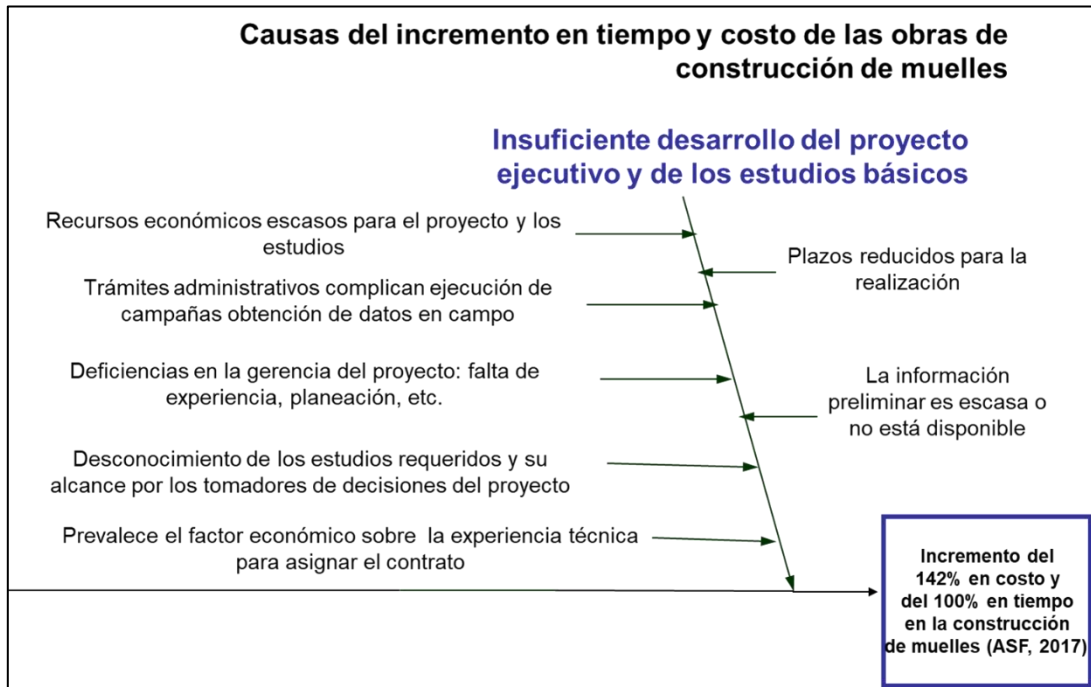 Causas del incremento en tiempo y costo de las obras de
construcción de muelles
Insuficiente desarrollo del proyecto
ejecutivo y de los estudios básicos
Recursos económicos escasos para el proyecto y los
estudios
Plazos reducidos para la
realización
Trámites administrativos complican ejecución de
campañas obtención de datos en campo
Deficiencias en la gerencia del proyecto: falta de
experiencia, planeación, etc.
La información
preliminar es escasa o
no está disponible
Desconocimiento de los estudios requeridos y su
alcance por los tomadores de decisiones del proyecto
Prevalece el factor económico sobre la experiencia técnica
para asignar el contrato
Incremento del
142% en costo y
del 100% en tiempo
en la construcción
de muelles (ASF, 2017)